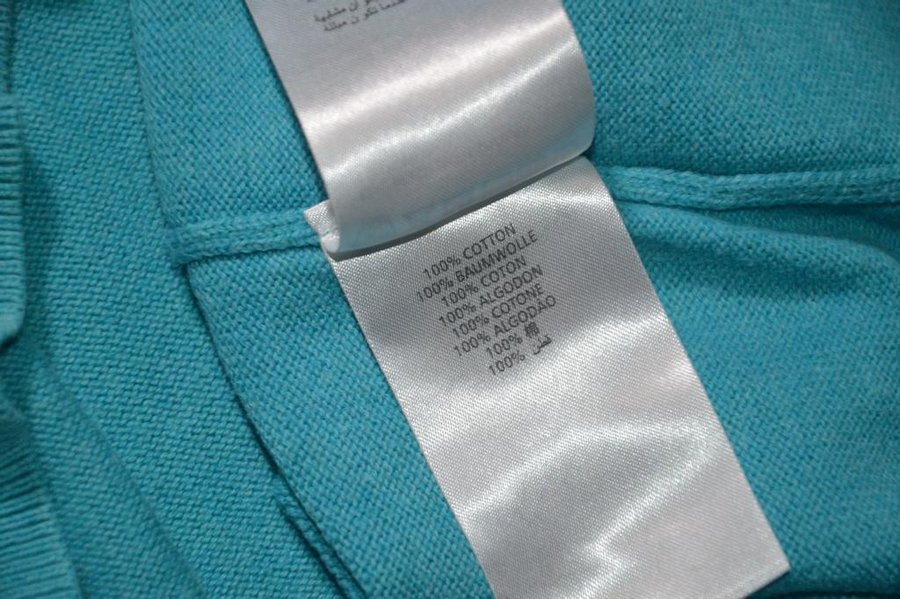 100% COTTON
100% BAUMWOLLE
100% COTON
100% ALGODON
100% COTONE
100% ALGODÃO
100% 棉
100% قطن